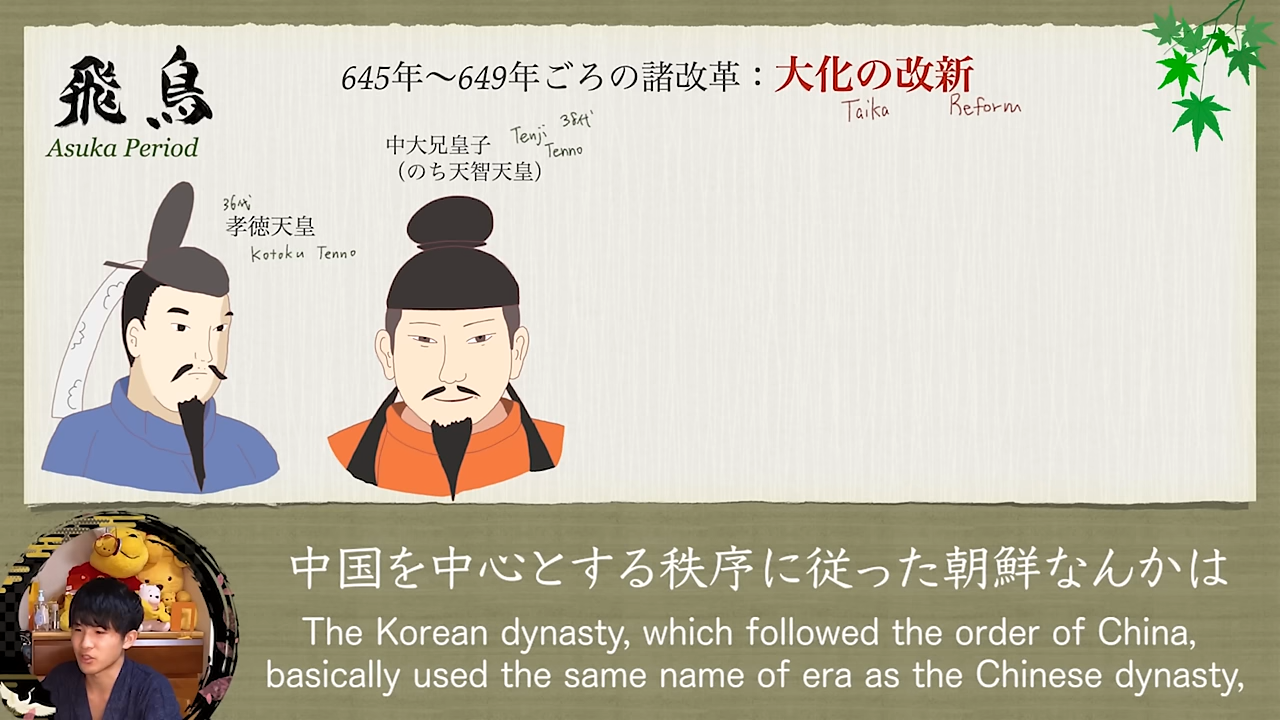 飛鳥
Asuka Period
645年～649年ごろの諸改革：大化の改新
Taika Reform
中大兄皇子
（のち天智天皇）
Tenji 38代
Tenno
36代
孝徳天皇
Kotoku Tenno
中国を中心とする秩序に従った朝鮮なんかは
The Korean dynasty, which followed the order of China,
basically used the same name of era as the Chinese dynasty,